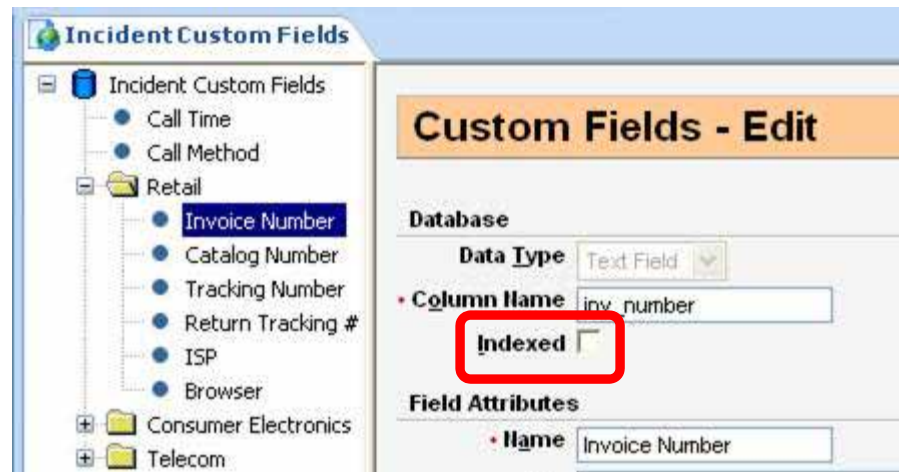 Incident Custom Fields
Incident Custom Fields
Call Time
Call Method
Retail
Invoice Number
Catalog Number
Tracking Number
Return Tracking #
ISP
Browser
Consumer Electronics
Telecom
Custom Fields - Edit
Database
Data Type Text Field
Column Name inv_number
Indexed
Field Attributes
Name Invoice Number